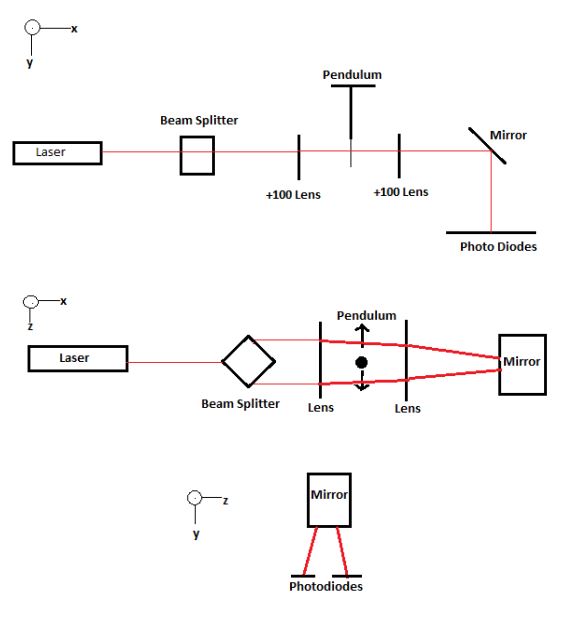 x
y
Pendulum
Beam Splitter
Laser
Mirror
+100 Lens
+100 Lens
Photo Diodes
x
z
Pendulum
Laser
Mirror
Beam Splitter
Lens
Lens
Mirror
z
y
Photodiodes